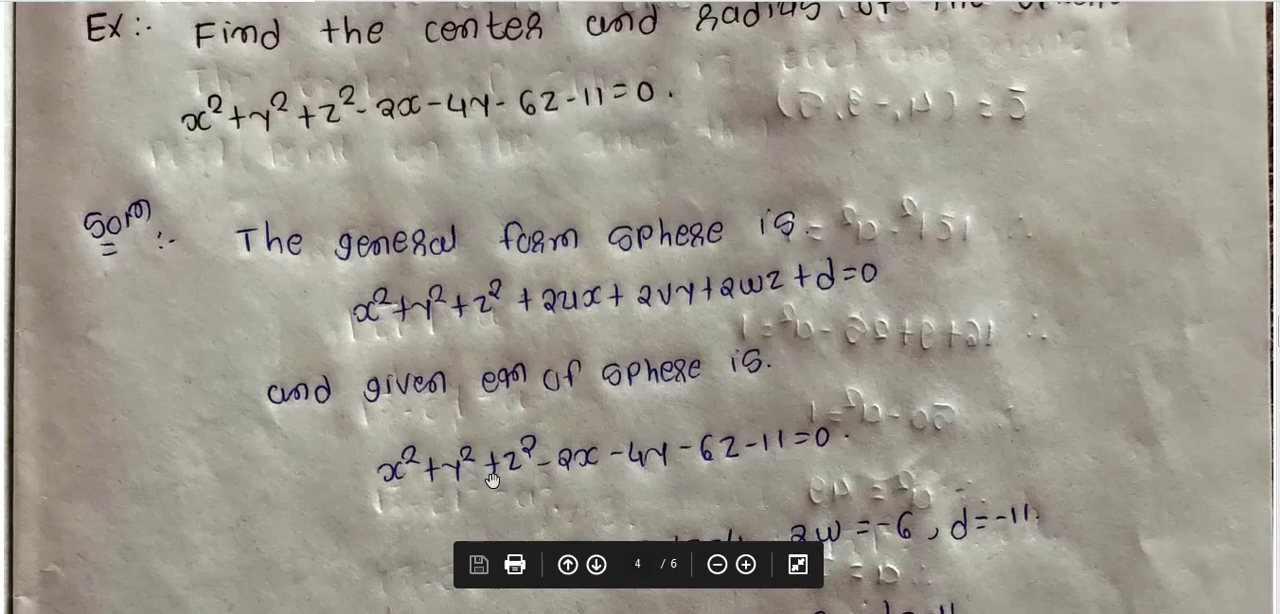 Ex:- Find the center and radius of the
x²+y²+z²-2x-4y-6z-11=0.
Soln:- The general form sphere is
x²+y²+z²+2ux+2vy+2wz+d=0
and given eqn of sphere is.
x²+y²+z²-2x-4y-6z-11=0.
2w=-6, d=-11
4 / 6